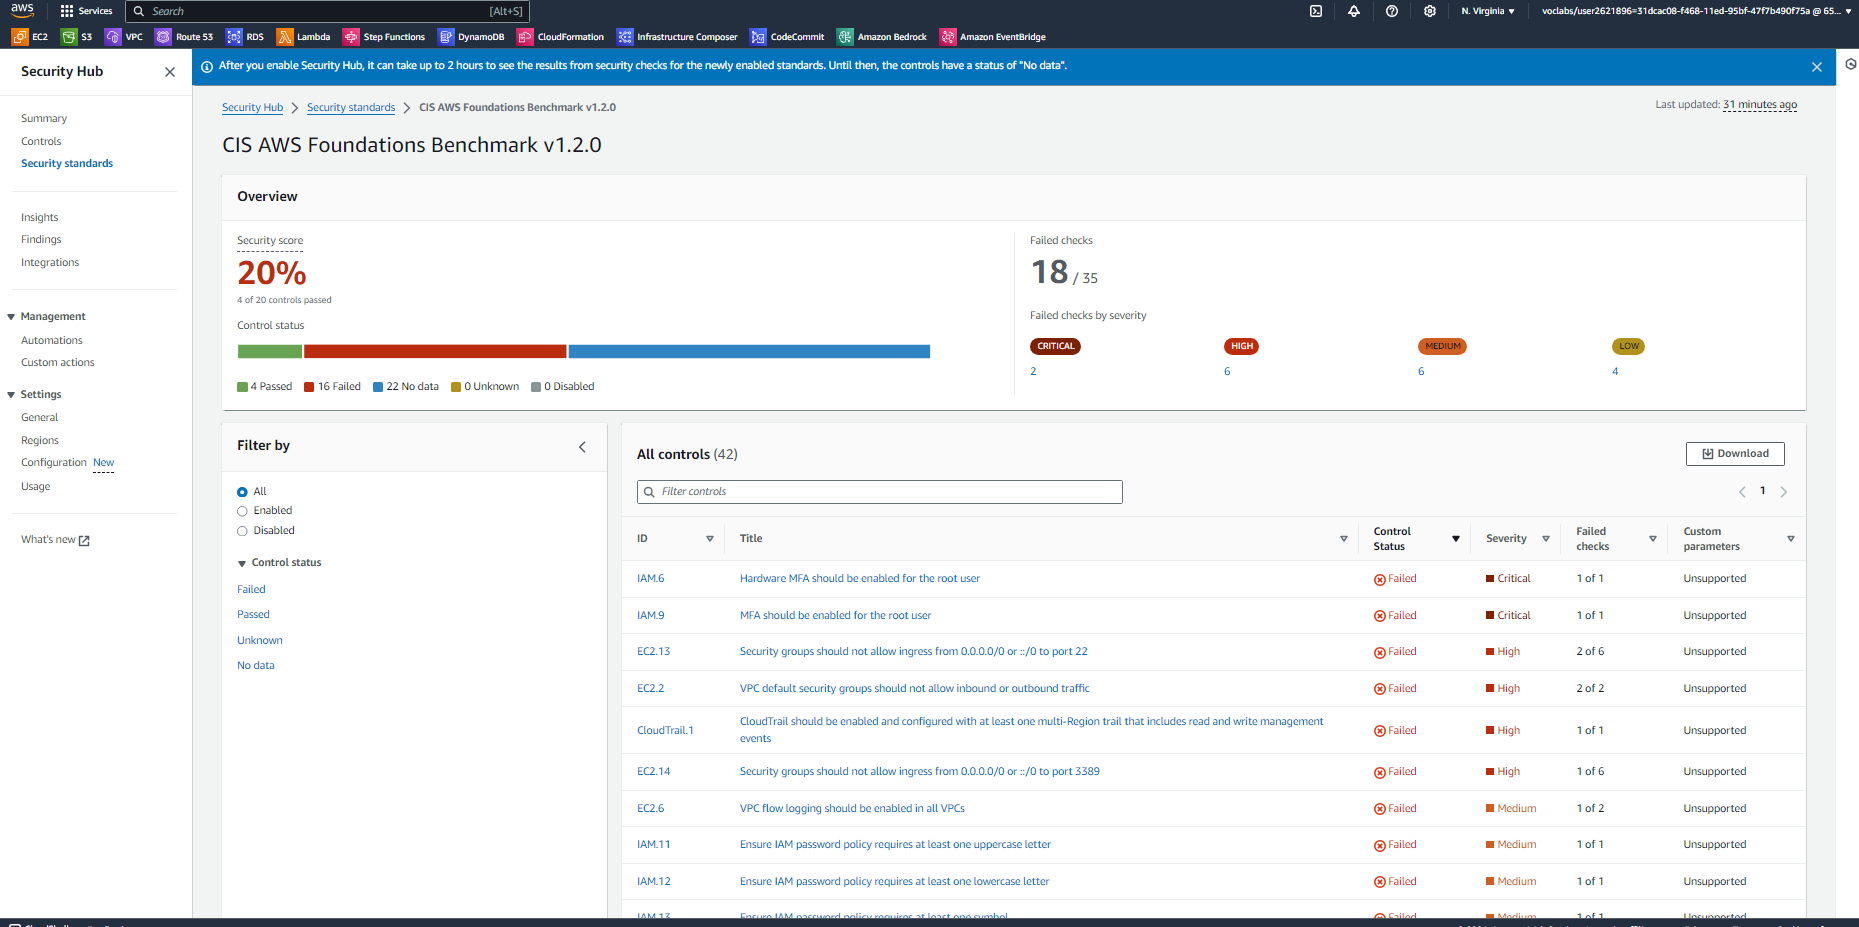 aws
Services
Search
[Alt+S]
N. Virginia
voclabs/user2621896=31dcac08-f468-11ed-95bf-47f7b490f75a @ 65...
EC2
S3
VPC
Route 53
RDS
Lambda
Step Functions
DynamoDB
CloudFormation
Infrastructure Composer
CodeCommit
Amazon Bedrock
Amazon EventBridge
Security Hub
Summary
Controls
Security standards
Insights
Findings
Integrations
Management
Automations
Custom actions
Settings
General
Regions
Configuration New
Usage
What's new
After you enable Security Hub, it can take up to 2 hours to see the results from security checks for the newly enabled standards. Until then, the controls have a status of "No data".
Security Hub
Security standards
CIS AWS Foundations Benchmark v1.2.0
Last updated: 31 minutes ago
CIS AWS Foundations Benchmark v1.2.0
Overview
Security score
20%
4 of 20 controls passed
Control status
4 Passed
16 Failed
22 No data
0 Unknown
0 Disabled
Failed checks
18 / 35
Failed checks by severity
CRITICAL
HIGH
MEDIUM
LOW
2
6
6
4
Filter by
All
Enabled
Disabled
Control status
Failed
Passed
Unknown
No data
All controls (42)
Download
Filter controls
1
ID
Title
Control
Status
Severity
Failed
checks
Custom
parameters
IAM.6
Hardware MFA should be enabled for the root user
Failed
Critical
1 of 1
Unsupported
IAM.9
MFA should be enabled for the root user
Failed
Critical
1 of 1
Unsupported
EC2.13
Security groups should not allow ingress from 0.0.0.0/0 or ::/0 to port 22
Failed
High
2 of 6
Unsupported
EC2.2
VPC default security groups should not allow inbound or outbound traffic
Failed
High
2 of 2
Unsupported
CloudTrail.1
CloudTrail should be enabled and configured with at least one multi-Region trail that includes read and write management
events
Failed
High
1 of 1
Unsupported
EC2.14
Security groups should not allow ingress from 0.0.0.0/0 or ::/0 to port 3389
Failed
High
1 of 6
Unsupported
EC2.6
VPC flow logging should be enabled in all VPCs
Failed
Medium
1 of 2
Unsupported
IAM.11
Ensure IAM password policy requires at least one uppercase letter
Failed
Medium
1 of 1
Unsupported
IAM.12
Ensure IAM password policy requires at least one lowercase letter
Failed
Medium
1 of 1
Unsupported
IAM.13
Ensure IAM password policy requires at least one symbol
Failed
Medium
1 of 1
Unsupported